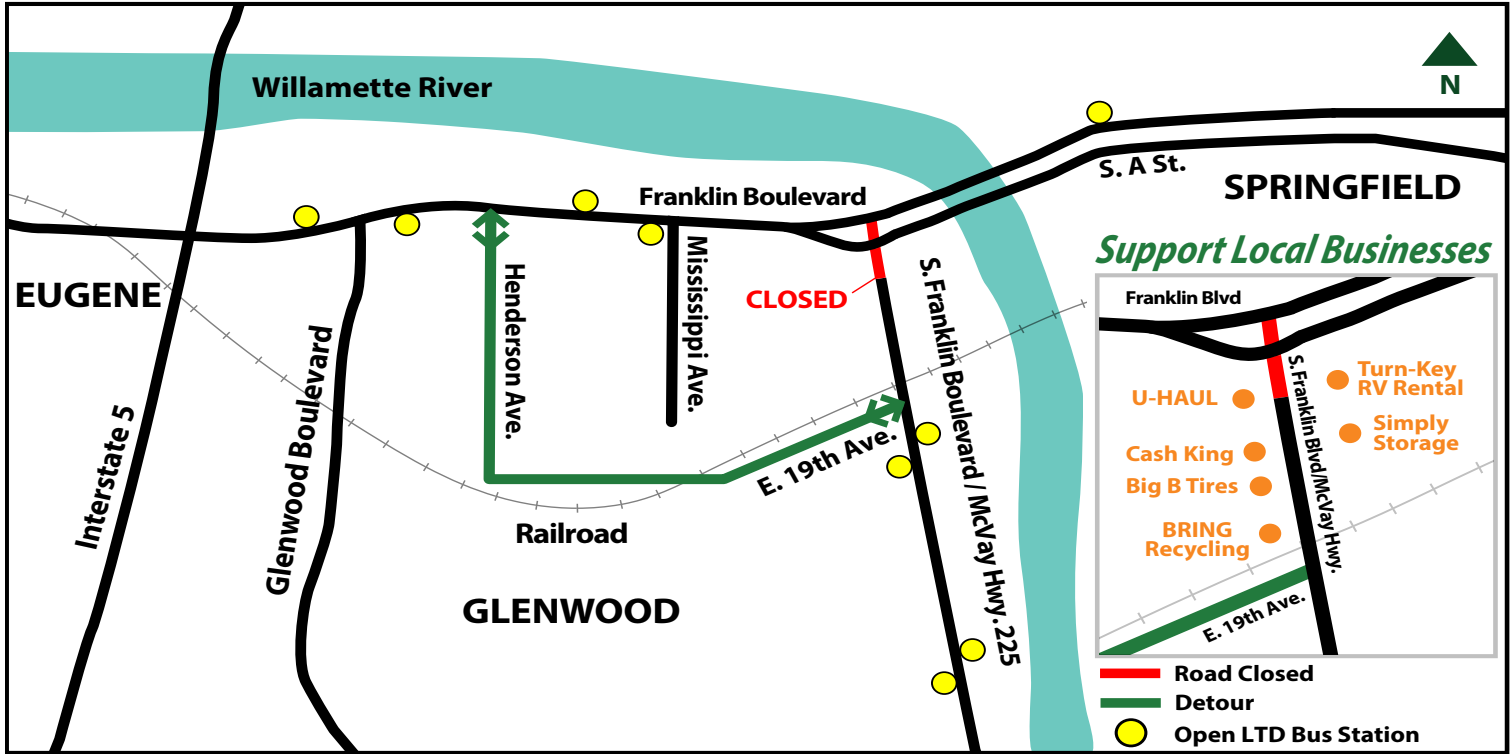 Willamette River
N
S. A St.
Franklin Boulevard
SPRINGFIELD
Support Local Businesses
EUGENE
CLOSED
Henderson Ave.
Mississippi Ave.
S. Franklin Boulevard / McVay Hwy. 225
Interstate 5
Glenwood Boulevard
E. 19th Ave.
Railroad
GLENWOOD
Franklin Blvd
S. Franklin Blvd/McVay Hwy.
U-HAUL
Turn-Key
RV Rental
Simply
Storage
Cash King
Big B Tires
BRING
Recycling
E. 19th Ave.
Road Closed
Detour
Open LTD Bus Station